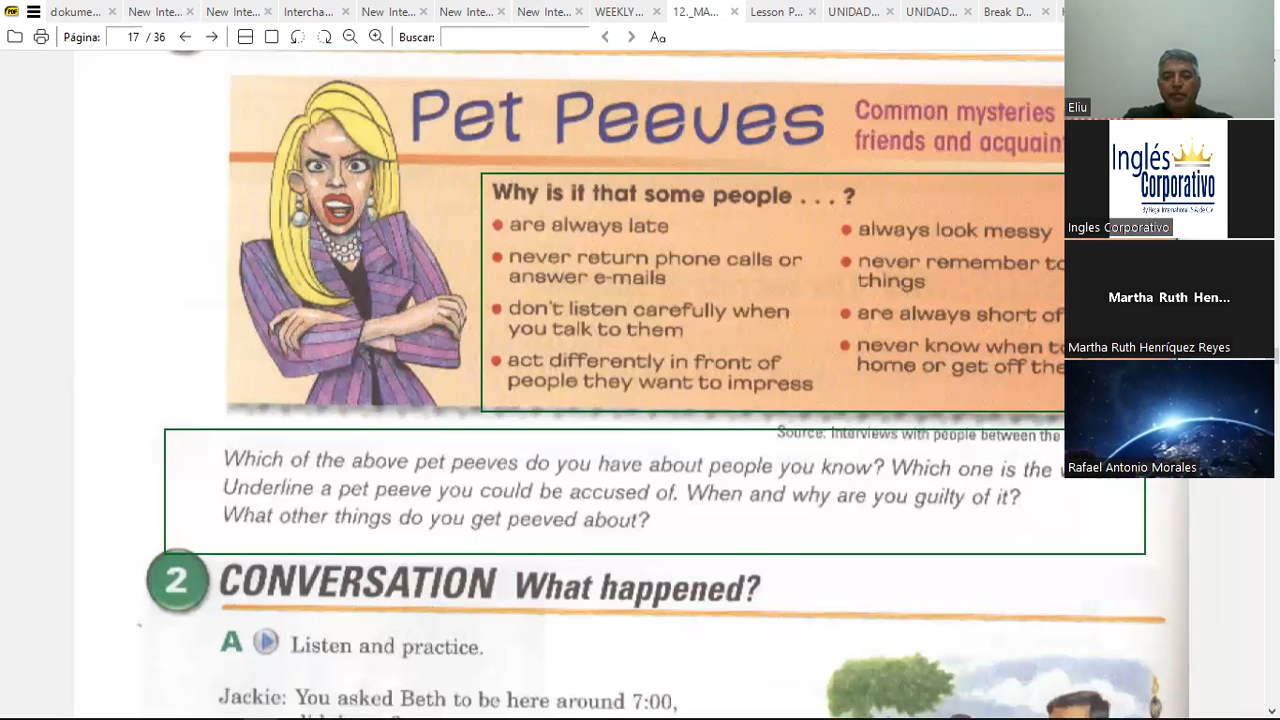 dokume...
New Inte...
New Inte...
Intercha...
New Inte...
New Inte...
New Inte...
WEEKLY...
12._MA...
Lesson P...
UNIDAD...
UNIDAD...
Break D...
Página:
17 / 36
Buscar:
Aa
Pet Peeves
Common mysteries
friends and acquain
Why is it that some people . . . ?
• are always late
• never return phone calls or
answer e-mails
• don't listen carefully when
you talk to them
• act differently in front of
people they want to impress
• always look messy
• never remember to
things
• are always short of
• never know when to
home or get off the
Source: Interviews with people between the
Which of the above pet peeves do you have about people you know? Which one is the
Underline a pet peeve you could be accused of. When and why are you guilty of it?
What other things do you get peeved about?
2 CONVERSATION What happened?
A Listen and practice.
Jackie: You asked Beth to be here around 7:00,
Eliu
Inglés
Corporativo
Ingles Corporativo
Martha Ruth Hen...
Martha Ruth Henríquez Reyes
Rafael Antonio Morales